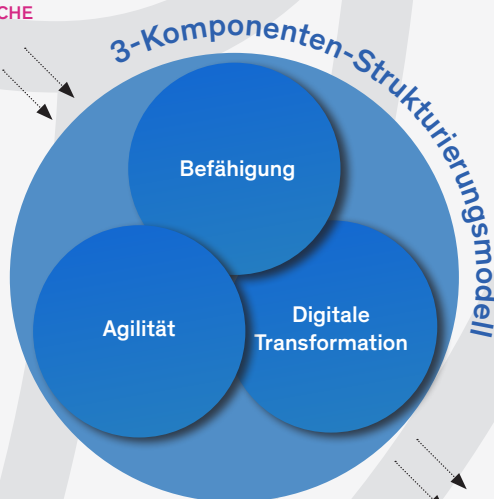 CHE
3-Komponenten-Strukturierungsmodell
Befähigung
Agilität
Digitale
Transformation